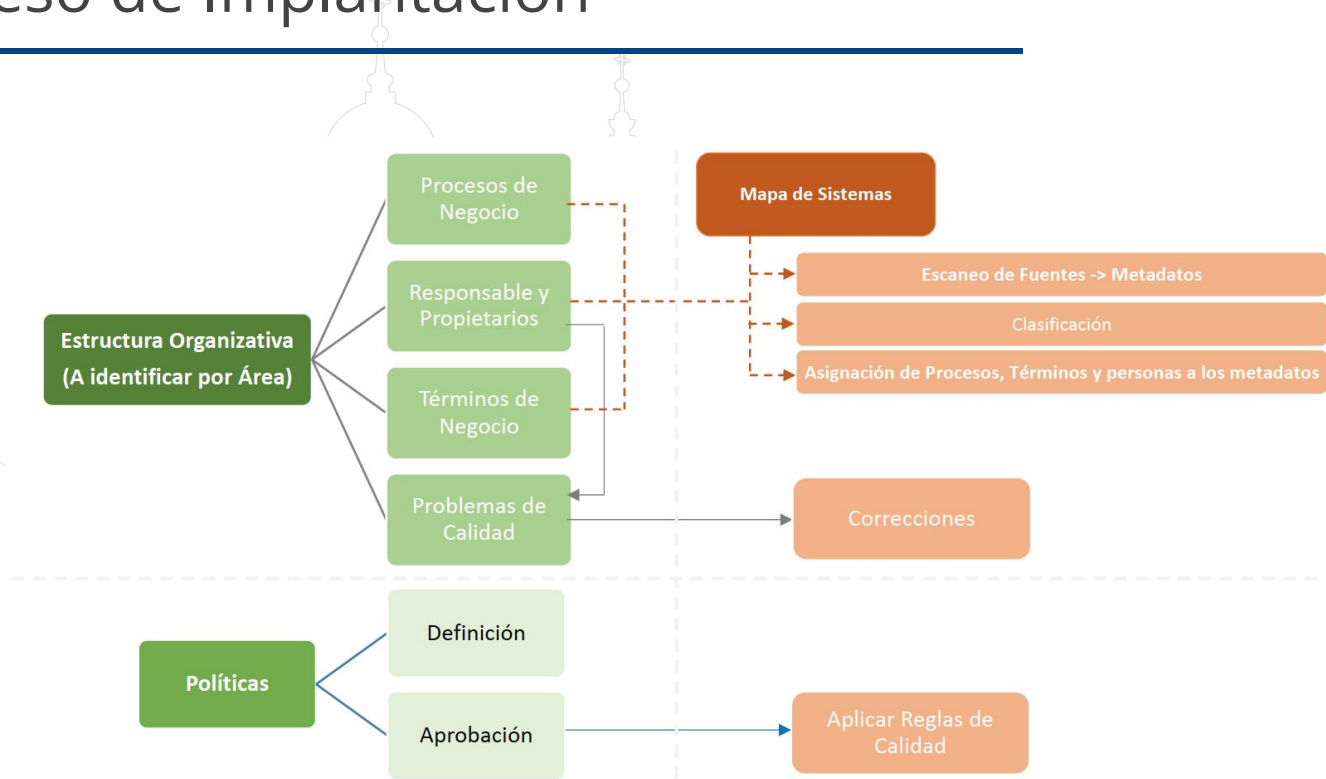 de Implantación
Procesos de
Negocio
Mapa de Sistemas
Escaneo de Fuentes -> Metadatos
Responsable y
Propietarios
Clasificación
Estructura Organizativa
(A identificar por Área)
Asignación de Procesos, Términos y personas a los metadatos
Términos de
Negocio
Problemas de
Calidad
Correcciones
Definición
Políticas
Aprobación
Aplicar Reglas de
Calidad